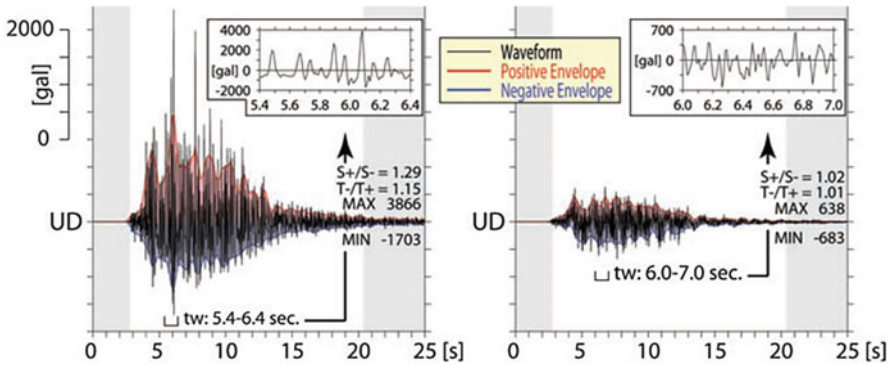 2000
[gal]
0
UD
4000
2000
[gal]
0
-2000
5.4 5.6 5.8 6.0 6.2 6.4
S+/S- = 1.29
T-/T+ = 1.15
MAX 3866
MIN -1703
tw: 5.4-6.4 sec.
0 5 10 15 20 25 [s]
Waveform
Positive Envelope
Negative Envelope
700
[gal]
0
-700
6.0 6.2 6.4 6.6 6.8 7.0
S+/S- = 1.02
T-/T+ = 1.01
MAX 638
UD
MIN -683
tw: 6.0-7.0 sec.
0 5 10 15 20 25 [s]